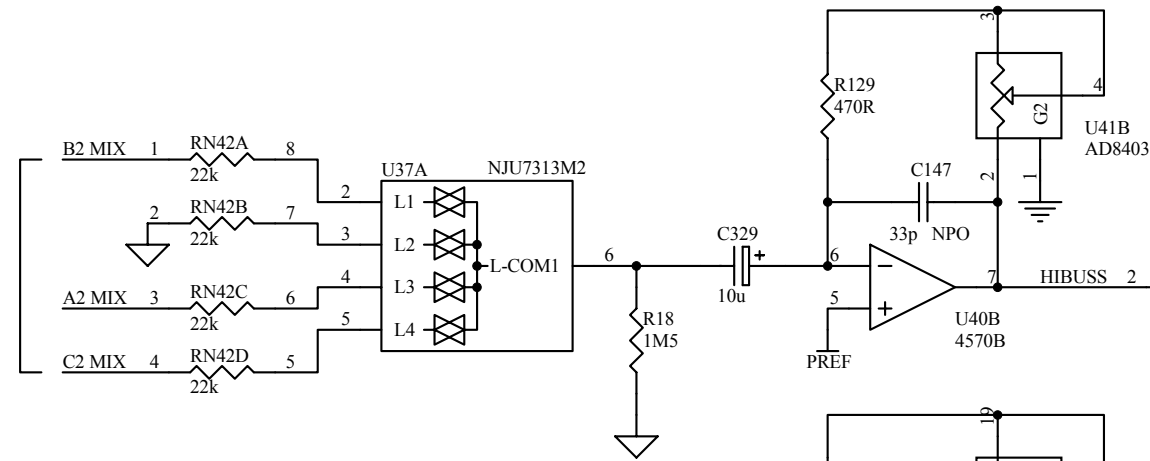 3
R129
470R
4
G2
U41B
AD8403
B2 MIX 1 RN42A 8
22k
U37A NJU7313M2
C147
2
1
2 RN42B 7
22k
2
L1
33p NPO
3
L2
C329
6
L-COM1
6
7
HIBUSS 2
A2 MIX 3 RN42C 6
22k
4
L3
10u
5
R18
1M5
U40B
4570B
5
L4
C2 MIX 4 RN42D 5
22k
PREF
19